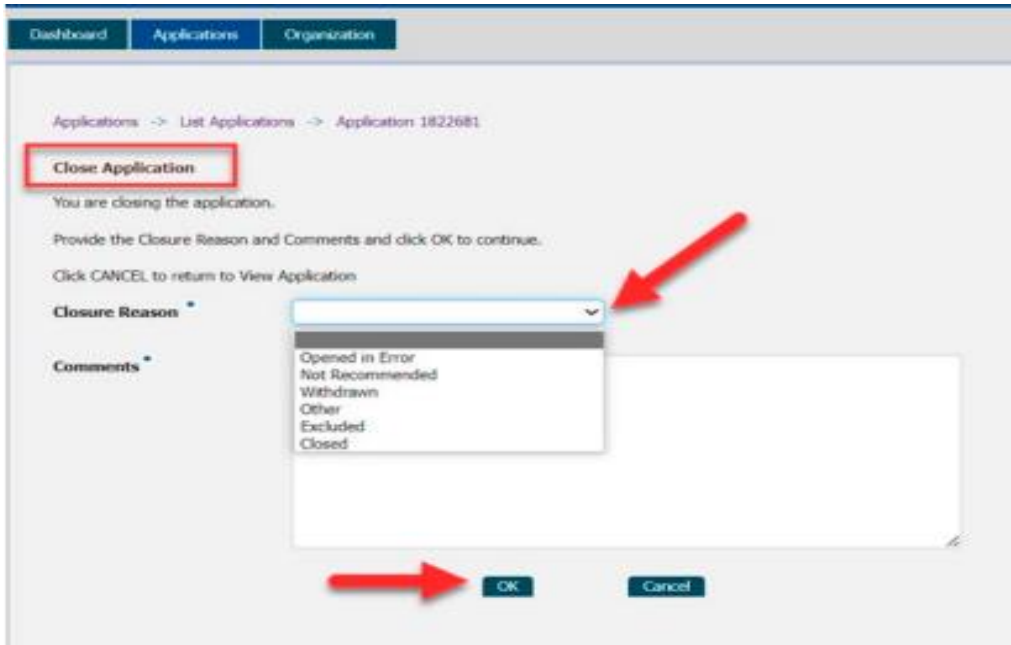 Dashboard Applications Organization
Applications -> List Applications -> Application 1822681
Close Application
You are closing the application.
Provide the Closure Reason and Comments and click OK to continue.
Click CANCEL to return to View Application
Closure Reason *
Comments *
Opened in Error
Not Recommended
Withdrawn
Other
Excluded
Closed
OK Cancel